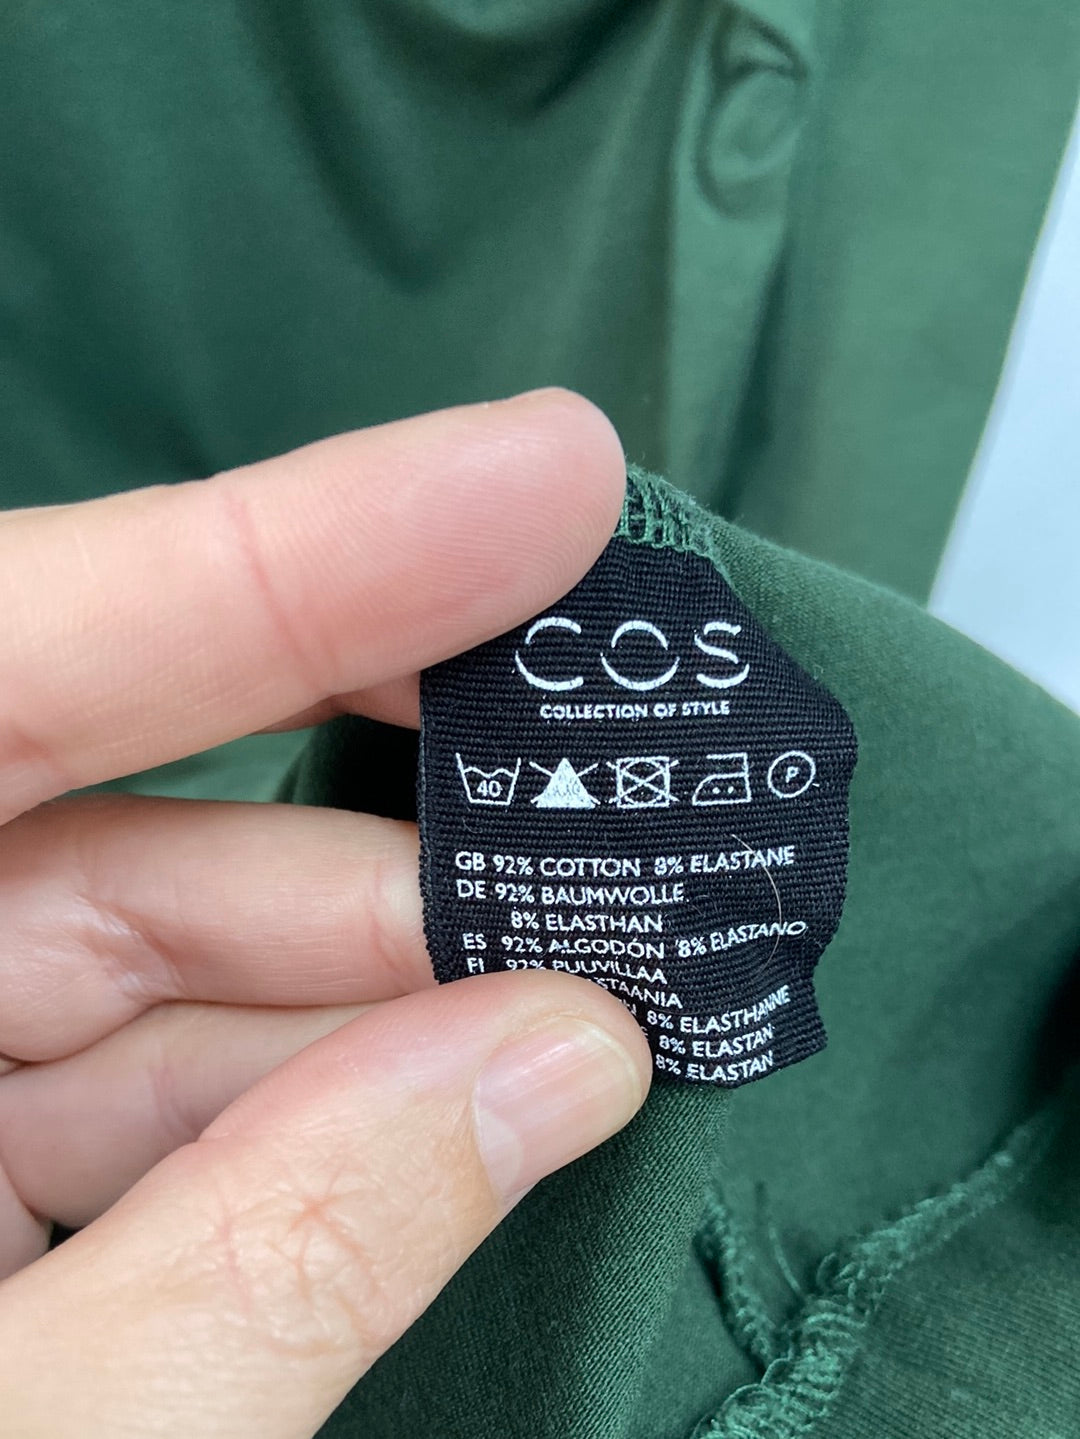 COS
COLLECTION OF STYLE
40 P
GB 92% COTTON 8% ELASTANE
DE 92% BAUMWOLLE
8% ELASTHAN
ES 92% ALGODÓN 8% ELASTANO
FI 92% PUUVILLAA
8% ELASTHANNE
8% ELASTAN
8% ELASTAN